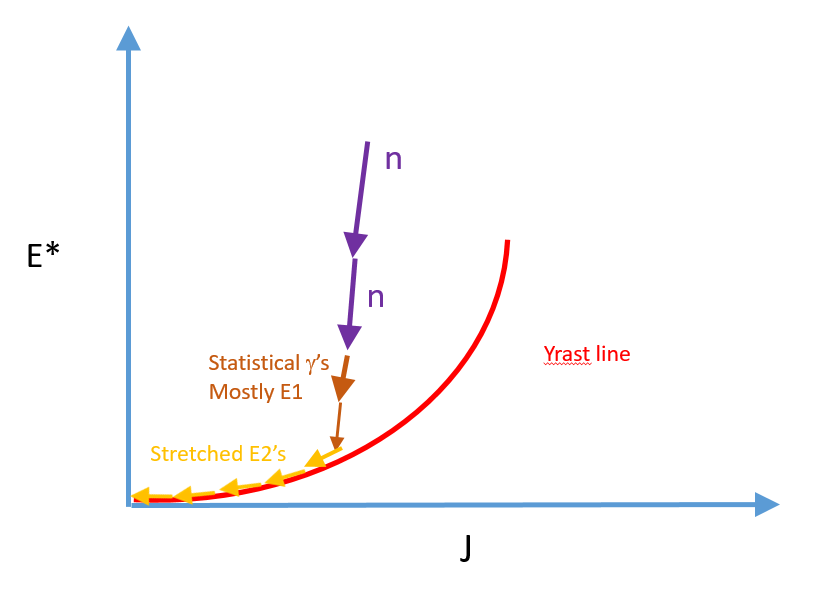 n
E*
n
Yrast line
Statistical γ's
Mostly E1
Stretched E2's
J